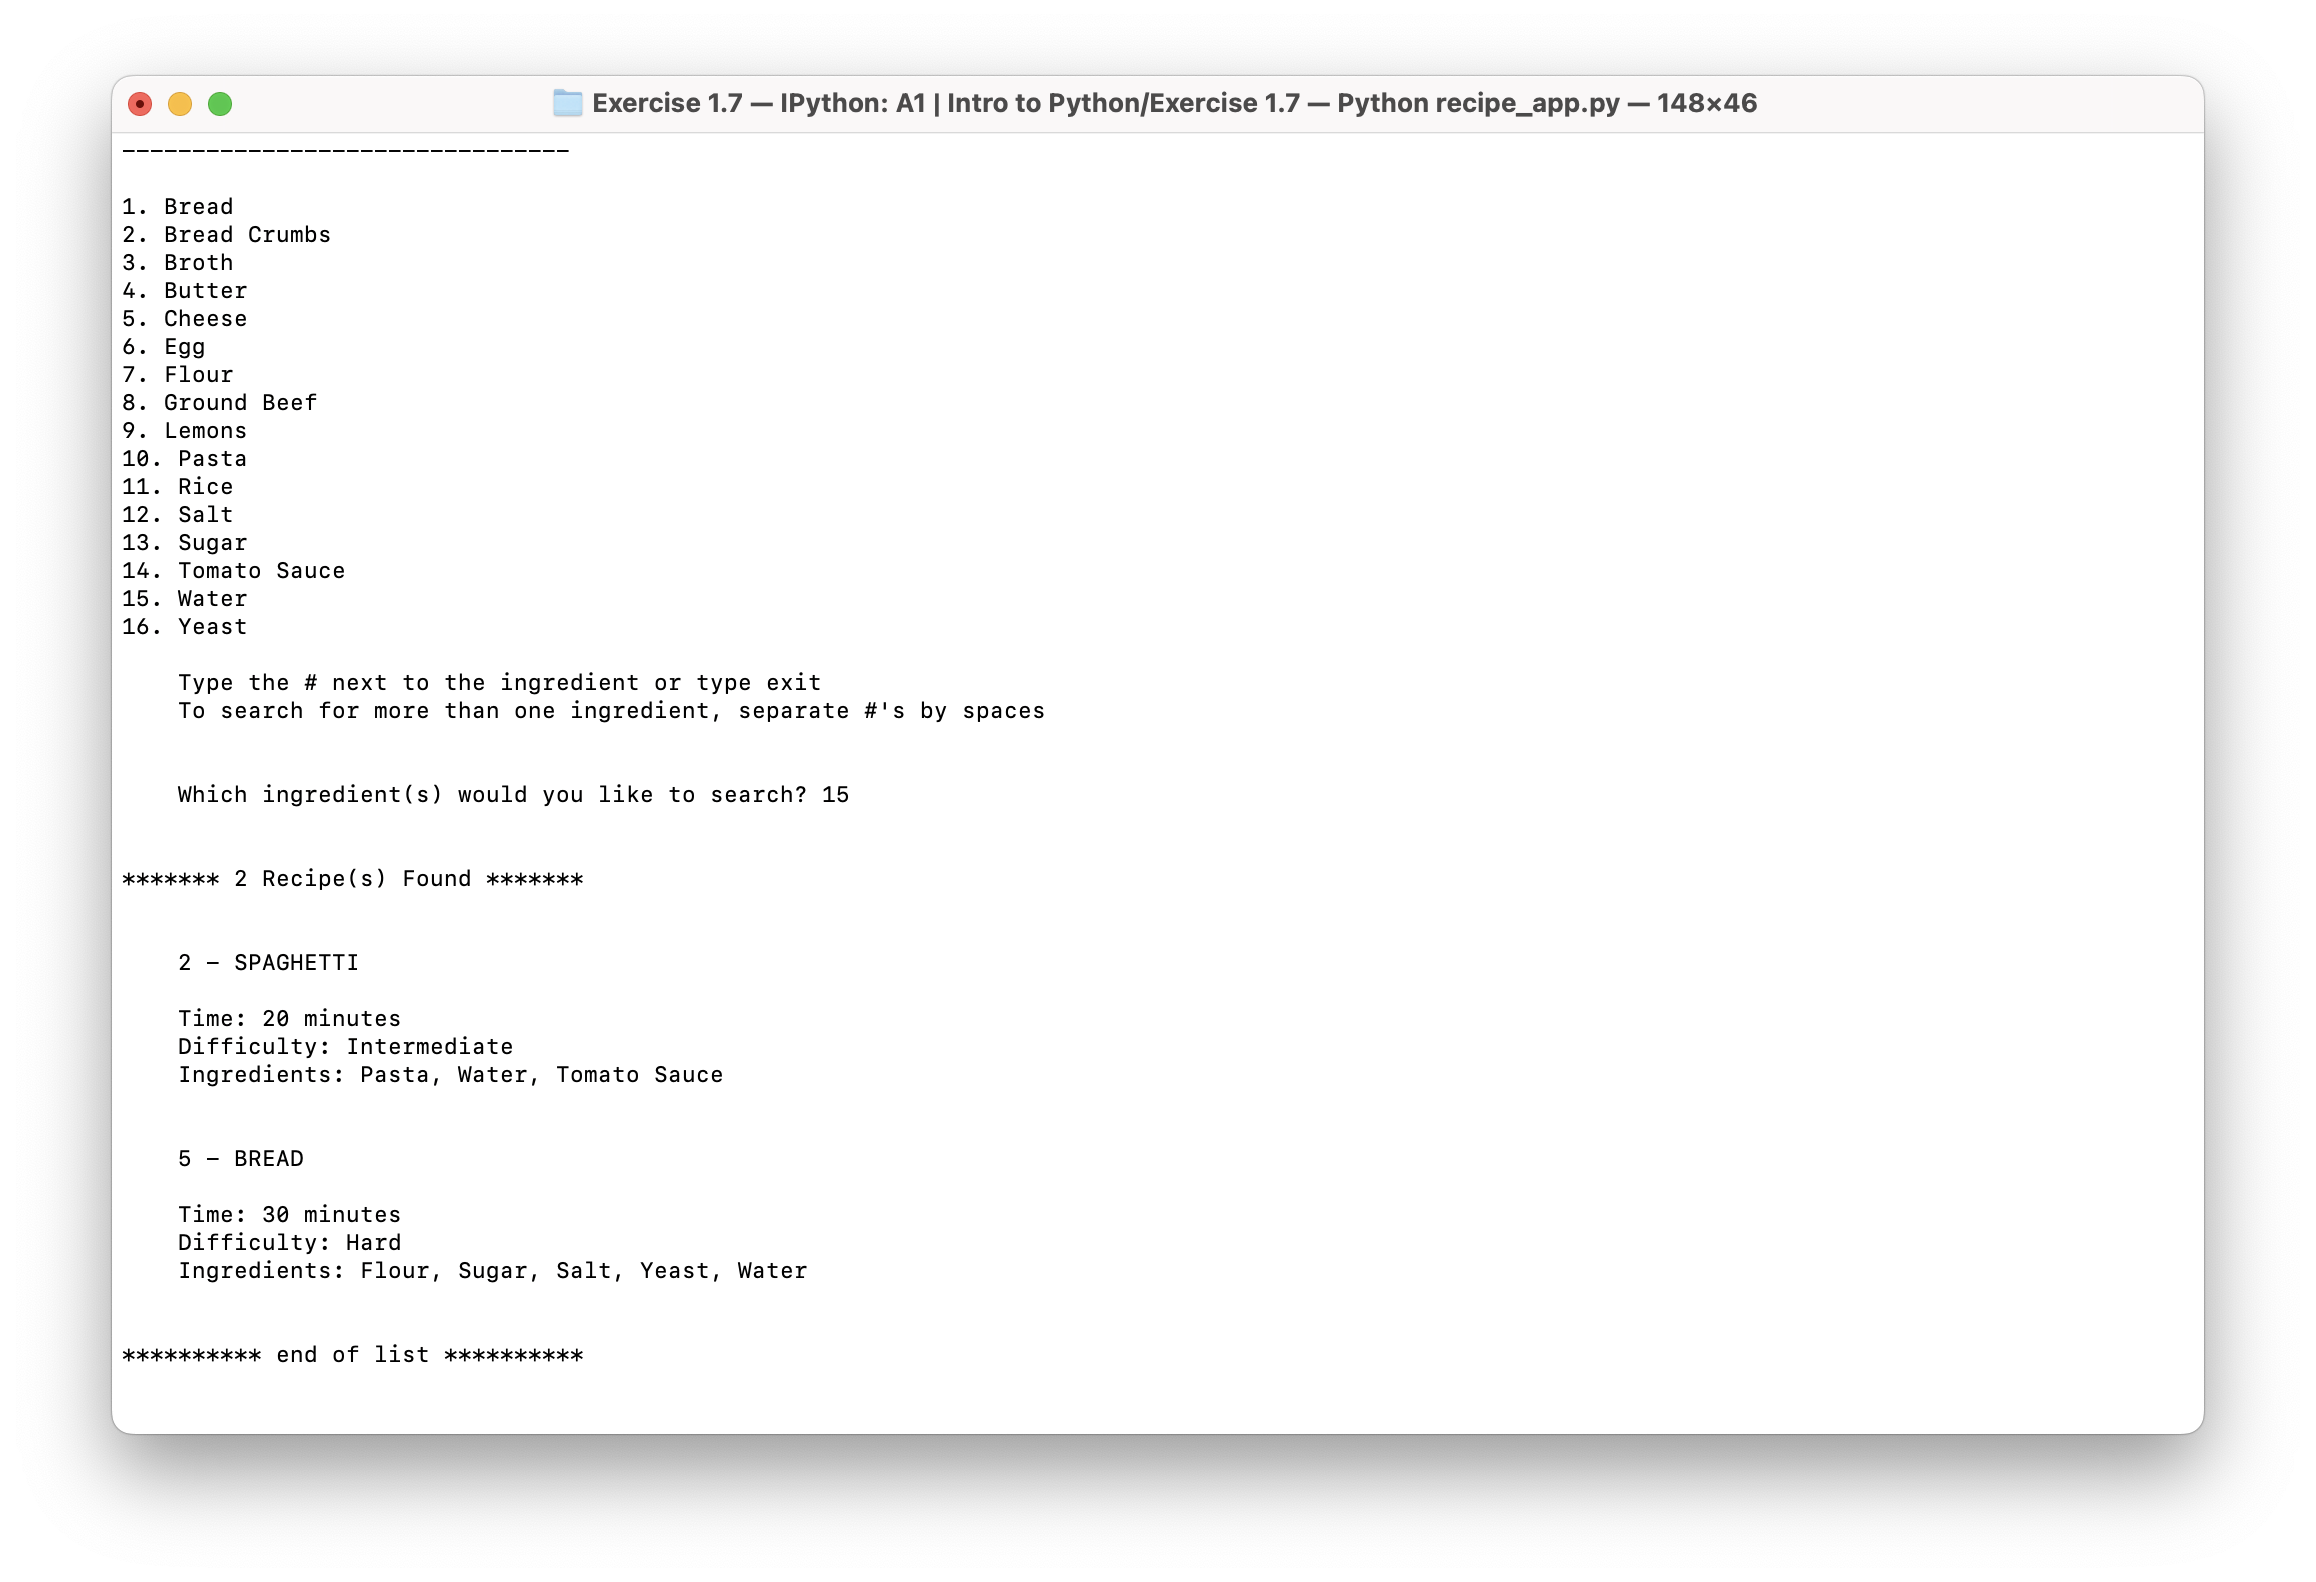 Exercise 1.7 — IPython: A1 | Intro to Python/Exercise 1.7 — Python recipe_app.py — 148×46
--------------------------------
1. Bread
2. Bread Crumbs
3. Broth
4. Butter
5. Cheese
6. Egg
7. Flour
8. Ground Beef
9. Lemons
10. Pasta
11. Rice
12. Salt
13. Sugar
14. Tomato Sauce
15. Water
16. Yeast
Type the # next to the ingredient or type exit
To search for more than one ingredient, separate #'s by spaces
Which ingredient(s) would you like to search? 15
******* 2 Recipe(s) Found *******
2 - SPAGHETTI
Time: 20 minutes
Difficulty: Intermediate
Ingredients: Pasta, Water, Tomato Sauce
5 - BREAD
Time: 30 minutes
Difficulty: Hard
Ingredients: Flour, Sugar, Salt, Yeast, Water
********** end of list **********